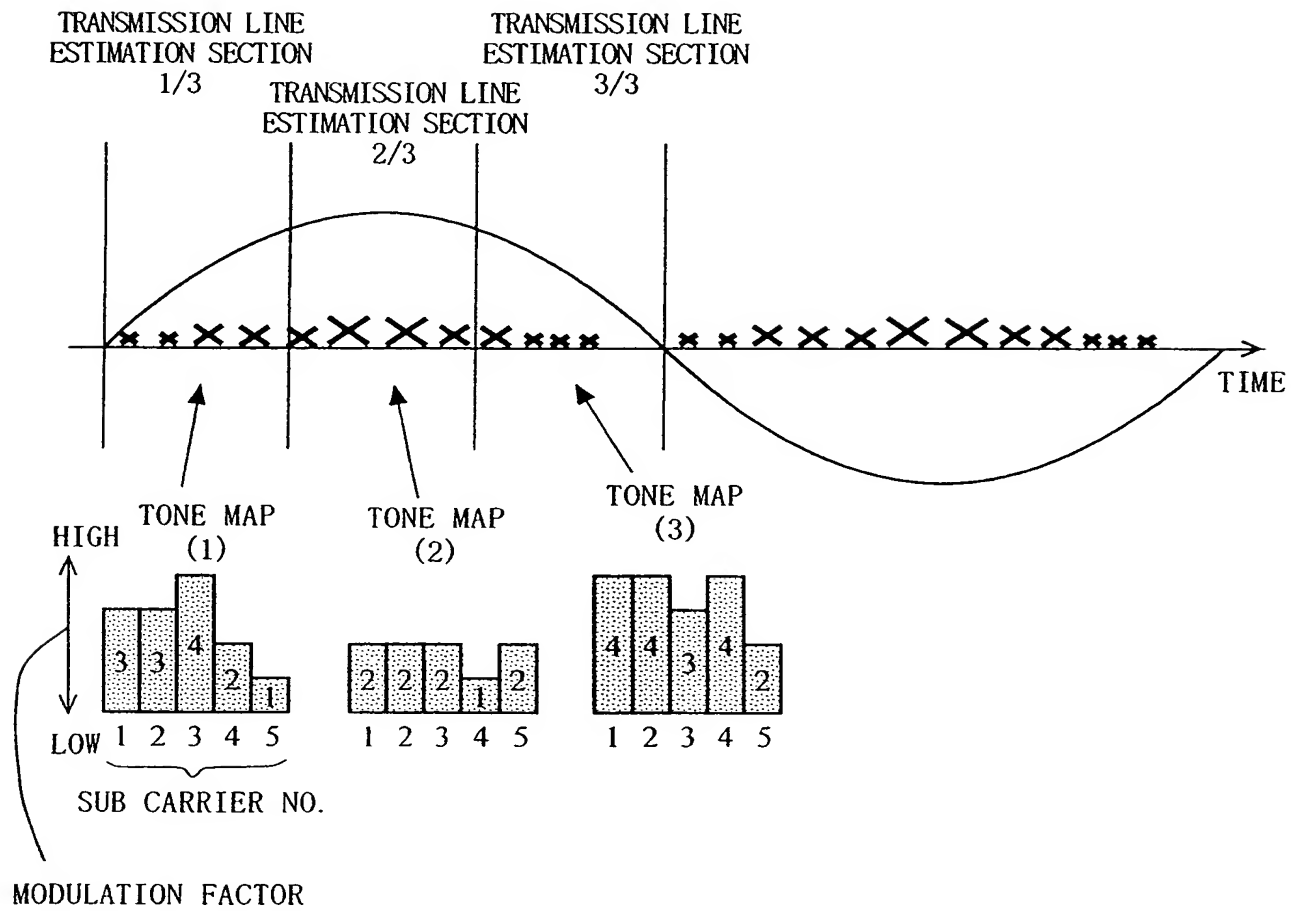 TRANSMISSION LINE
ESTIMATION SECTION
1/3
TRANSMISSION LINE
ESTIMATION SECTION
2/3
TRANSMISSION LINE
ESTIMATION SECTION
3/3
TIME
TONE MAP
(1)
TONE MAP
(2)
TONE MAP
(3)
HIGH
LOW
3 3 4 2 1
1 2 3 4 5
2 2 2 1 2
1 2 3 4 5
4 4 3 4 2
1 2 3 4 5
SUB CARRIER NO.
MODULATION FACTOR